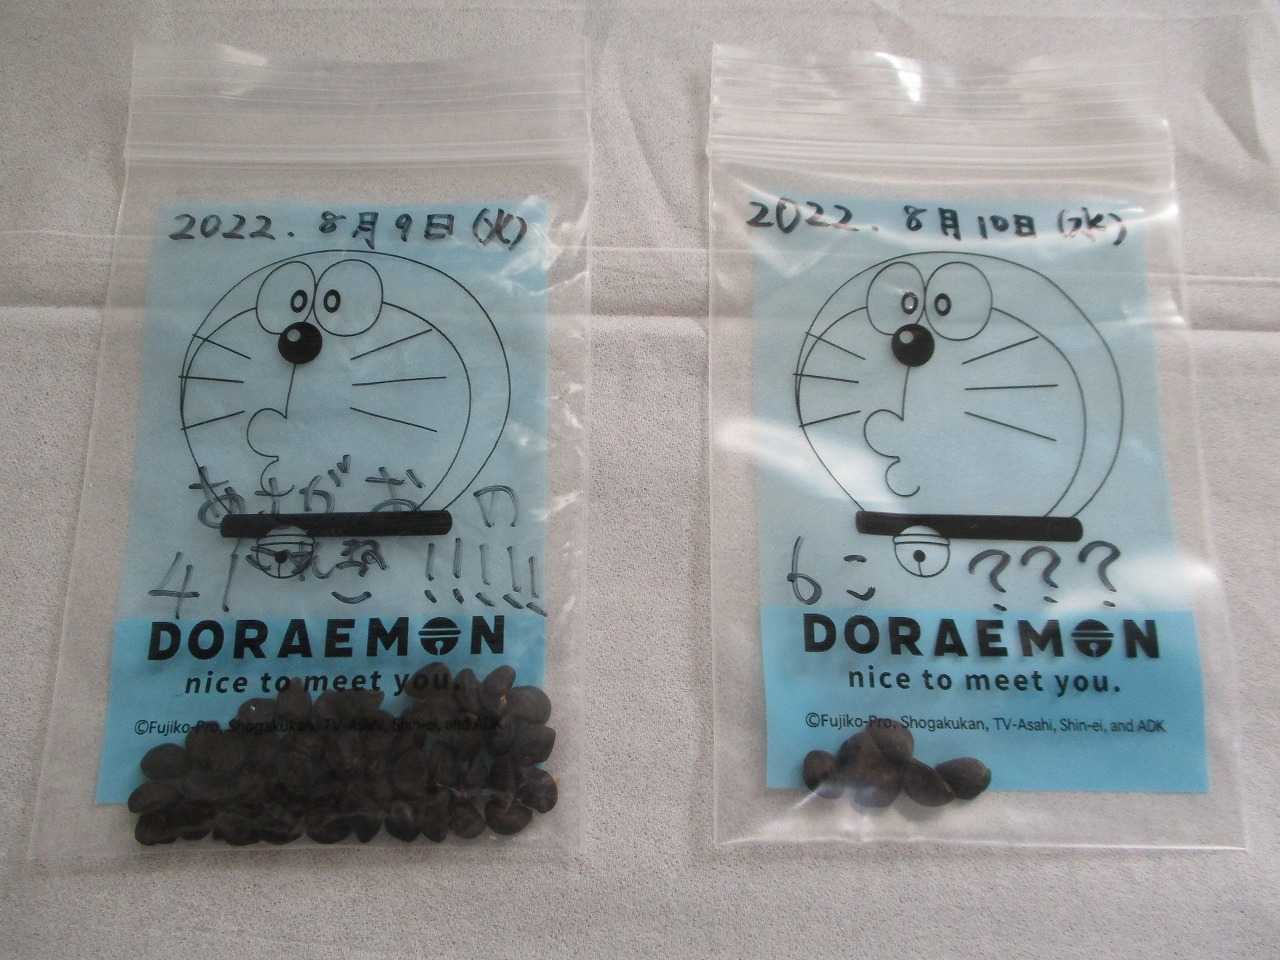 2022. 8月9日(火)
あさがおの
41こ !!!!!
DORAEMON
nice to meet you.
©Fujiko-Pro, Shogakukan, TV-Asahi, Shin-ei, and ADK
2022. 8月10日(水)
6こ ???
DORAEMON
nice to meet you.
©Fujiko-Pro, Shogakukan, TV-Asahi, Shin-ei, and ADK